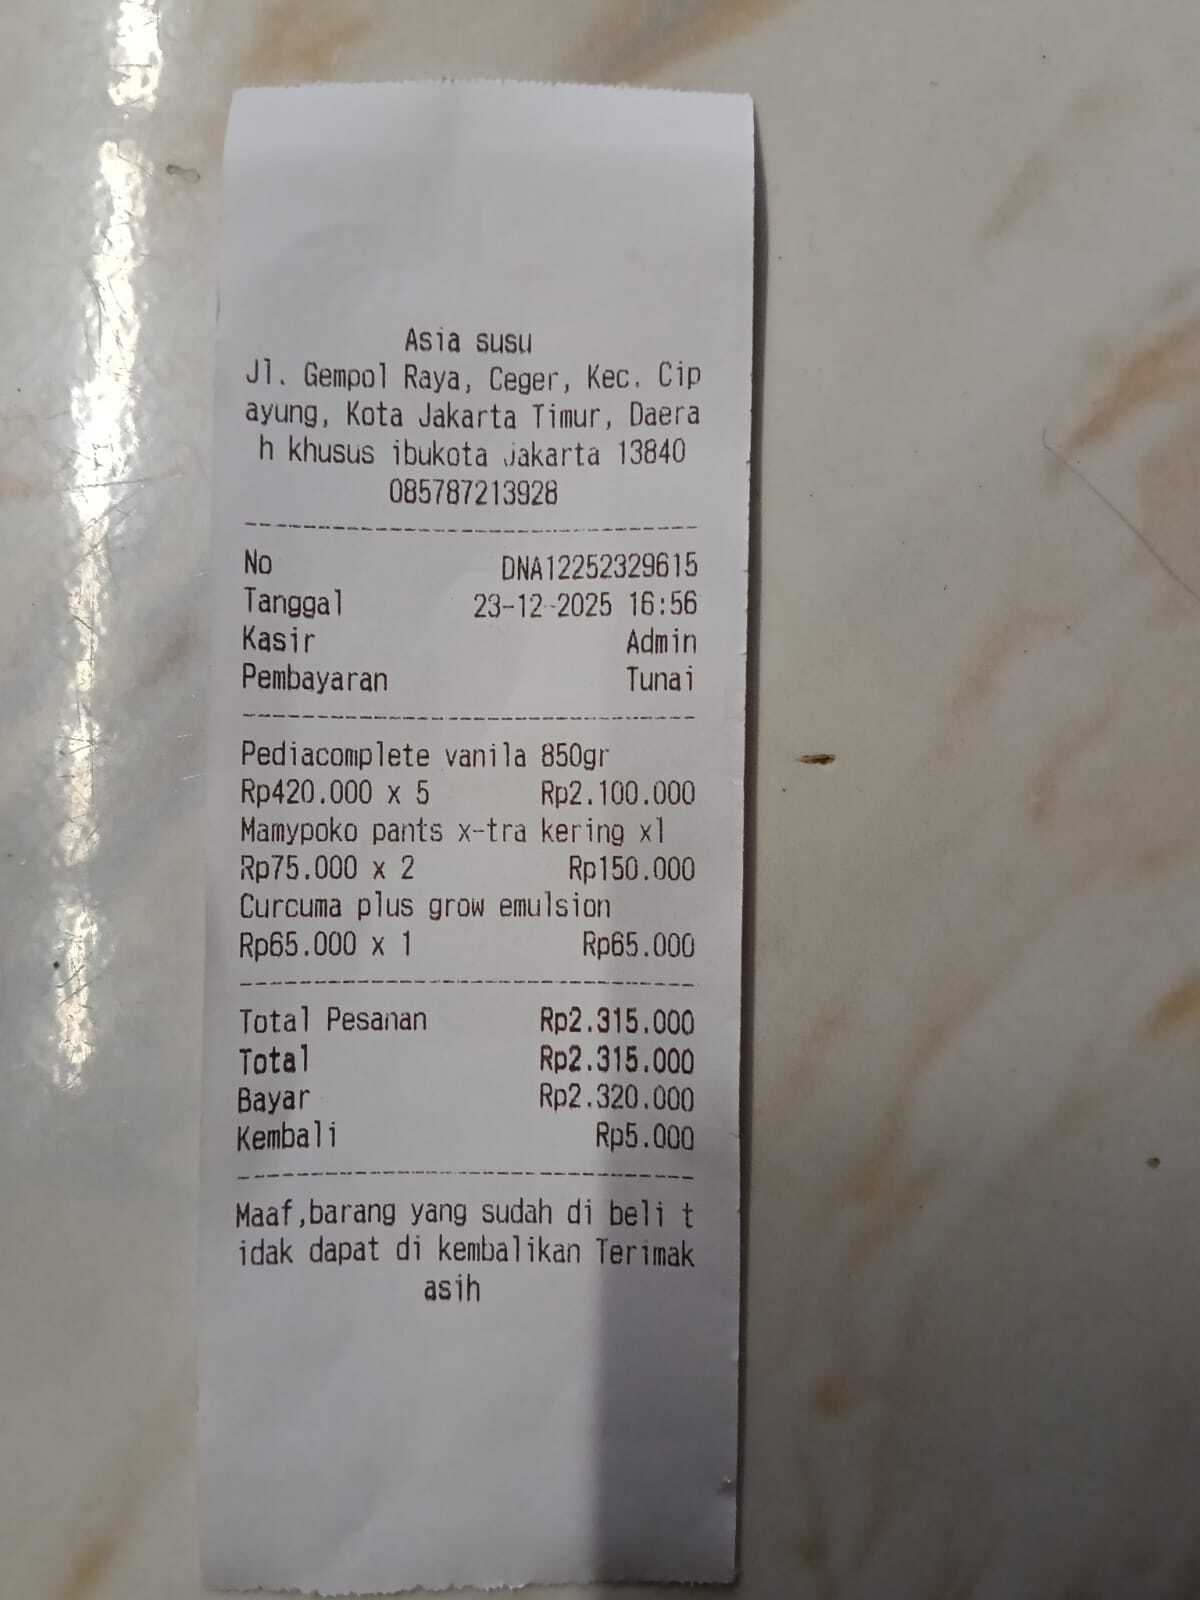 Asia susu
Jl. Gempol Raya, Ceger, Kec. Cip
ayung, Kota Jakarta Timur, Daera
h khusus ibukota jakarta 13840
085787213928
No DNA12252329615
Tanggal 23-12-2025 16:56
Kasir Admin
Pembayaran Tunai
Pediacomplete vanila 850gr
Rp420.000 x 5 Rp2.100.000
Mamypoko pants x-tra kering xl
Rp75.000 x 2 Rp150.000
Curcuma plus grow emulsion
Rp65.000 x 1 Rp65.000
Total Pesanan Rp2.315.000
Total Rp2.315.000
Bayar Rp2.320.000
Kembali Rp5.000
Maaf,barang yang sudah di beli t
idak dapat di kembalikan Terimak
asih